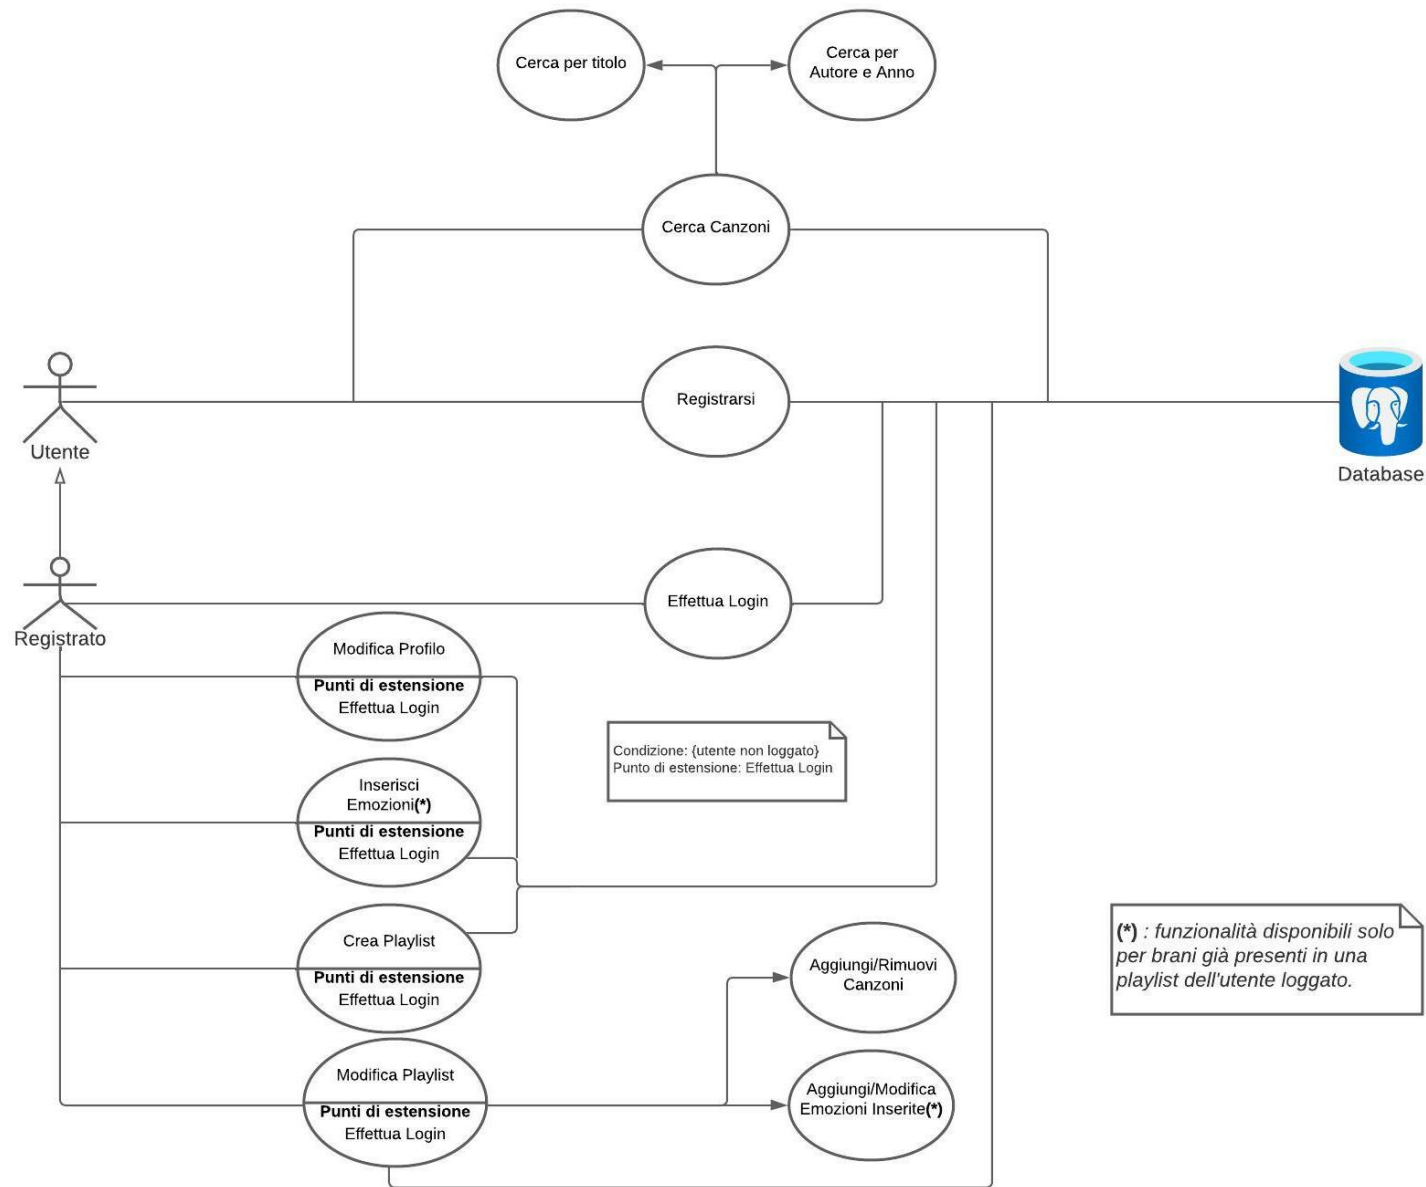 Cerca per titolo
Cerca per
Autore e Anno
Cerca Canzoni
Registrarsi
Utente
Database
Effettua Login
Registrato
Modifica Profilo
Punti di estensione
Effettua Login
Condizione: {utente non loggato}
Punto di estensione: Effettua Login
Inserisci
Emozioni(*)
Punti di estensione
Effettua Login
Crea Playlist
Punti di estensione
Effettua Login
(*) : funzionalità disponibili solo
per brani già presenti in una
playlist dell'utente loggato.
Aggiungi/Rimuovi
Canzoni
Modifica Playlist
Punti di estensione
Effettua Login
Aggiungi/Modifica
Emozioni Inserite(*)